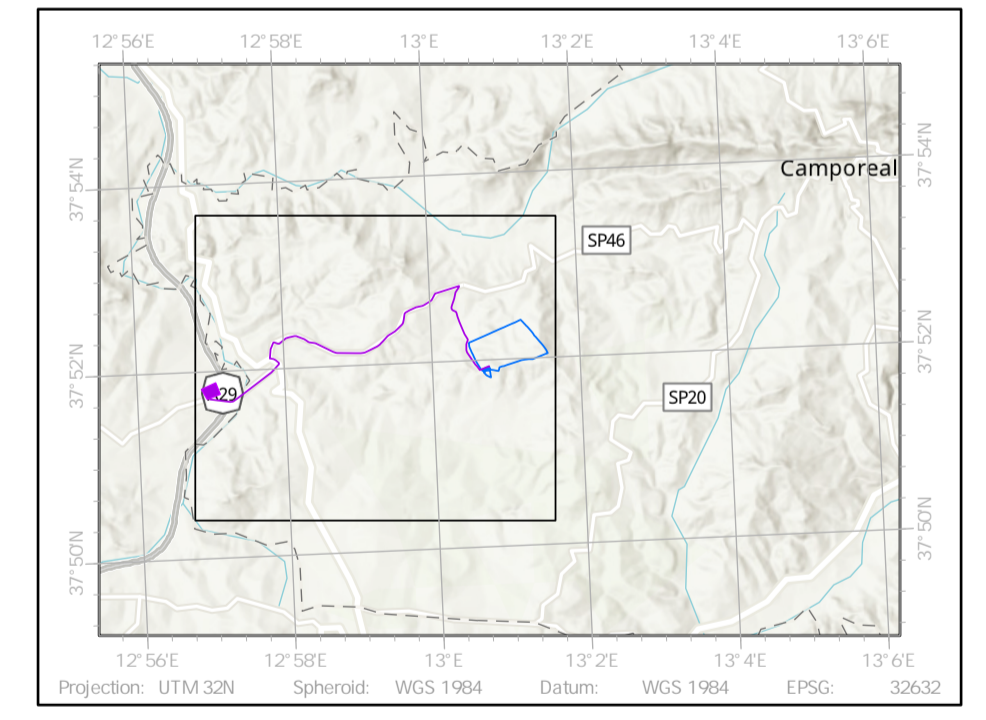 12°56'E 12°58'E 13°E 13°2'E 13°4'E 13°6'E
37°54'N 37°54'N
Camporeal
SP46
37°52'N 37°52'N
29
SP20
37°50'N 37°50'N
12°56'E 12°58'E 13°E 13°2'E 13°4'E 13°6'E
Projection: UTM 32N Spheroid: WGS 1984 Datum: WGS 1984 EPSG: 32632